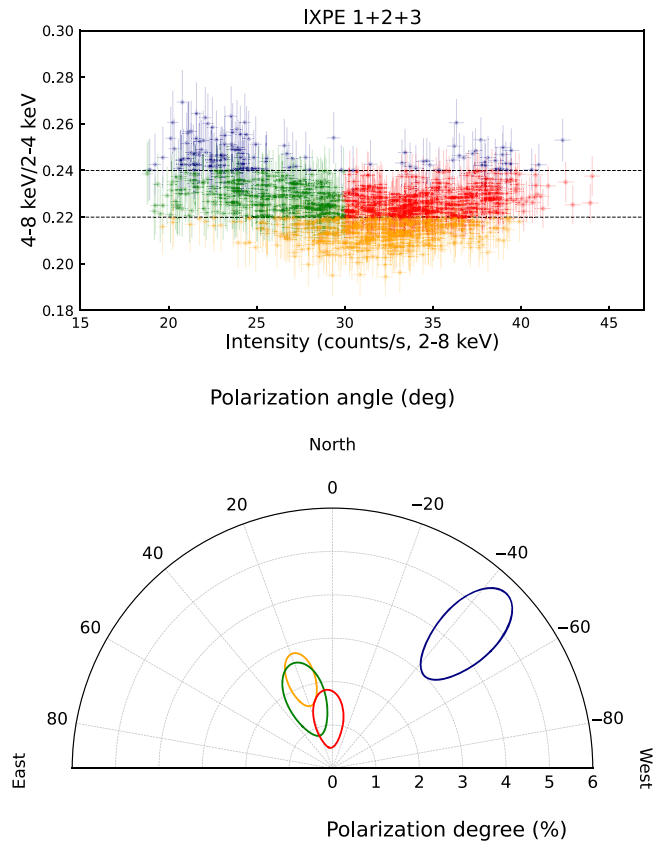 IXPE 1+2+3
4-8 keV/2-4 keV
0.30
0.28
0.26
0.24
0.22
0.20
0.18
15 20 25 30 35 40 45
Intensity (counts/s, 2-8 keV)
Polarization angle (deg)
North
0
20 −20
40 −40
60 −60
80 −80
East West
0 1 2 3 4 5 6
Polarization degree (%)